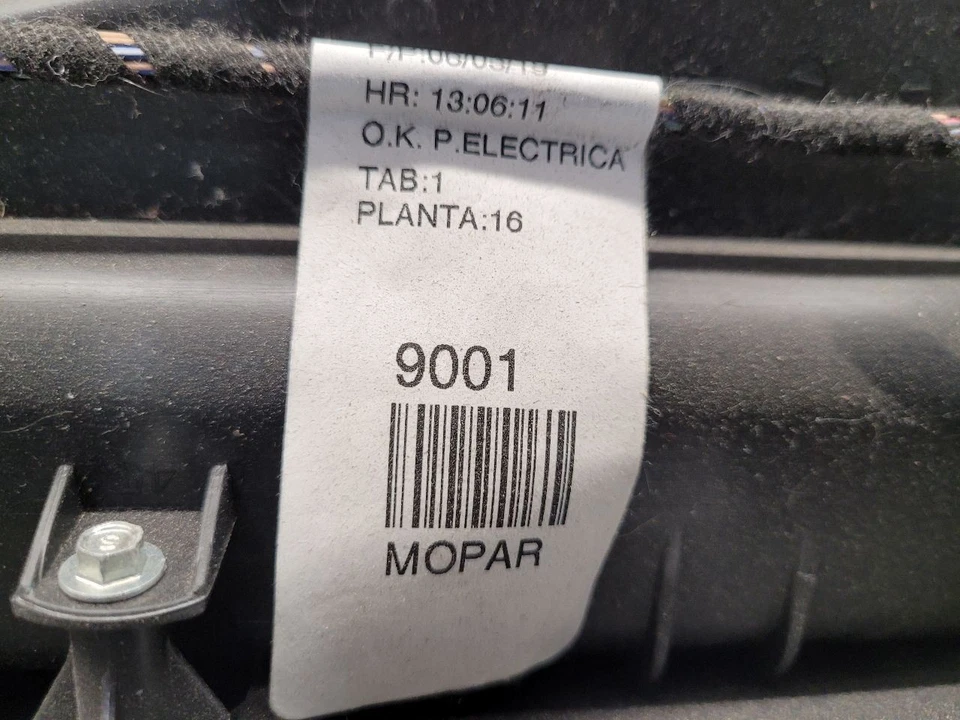 HR: 13:06:11
O.K. P.ELECTRICA
TAB:1
PLANTA:16
9001
MOPAR